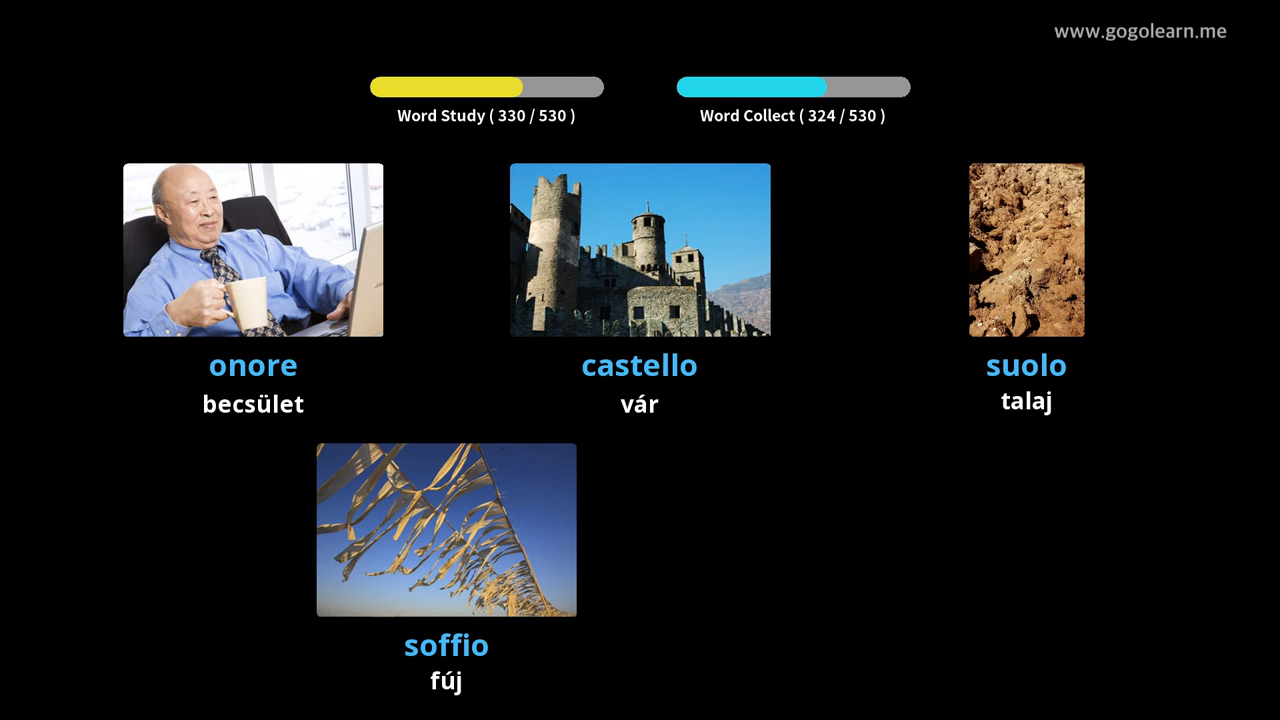 www.gogolearn.me
Word Study ( 330 / 530 )
Word Collect ( 324 / 530 )
onore
becsület
castello
vár
suolo
talaj
soffio
fúj